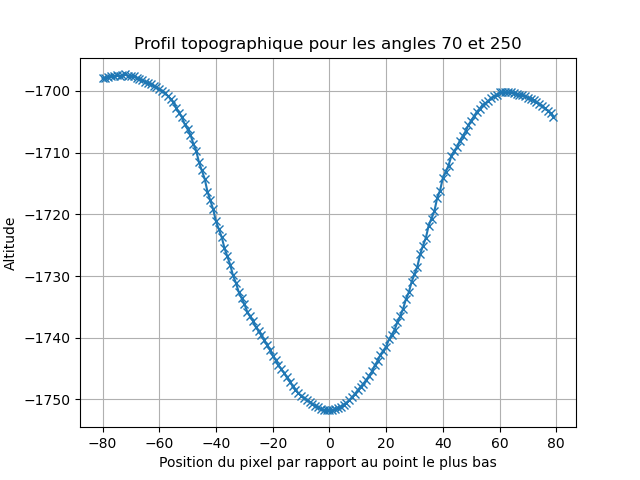 Profil topographique pour les angles 70 et 250
Altitude
−1700
−1710
−1720
−1730
−1740
−1750
−80 −60 −40 −20 0 20 40 60 80
Position du pixel par rapport au point le plus bas